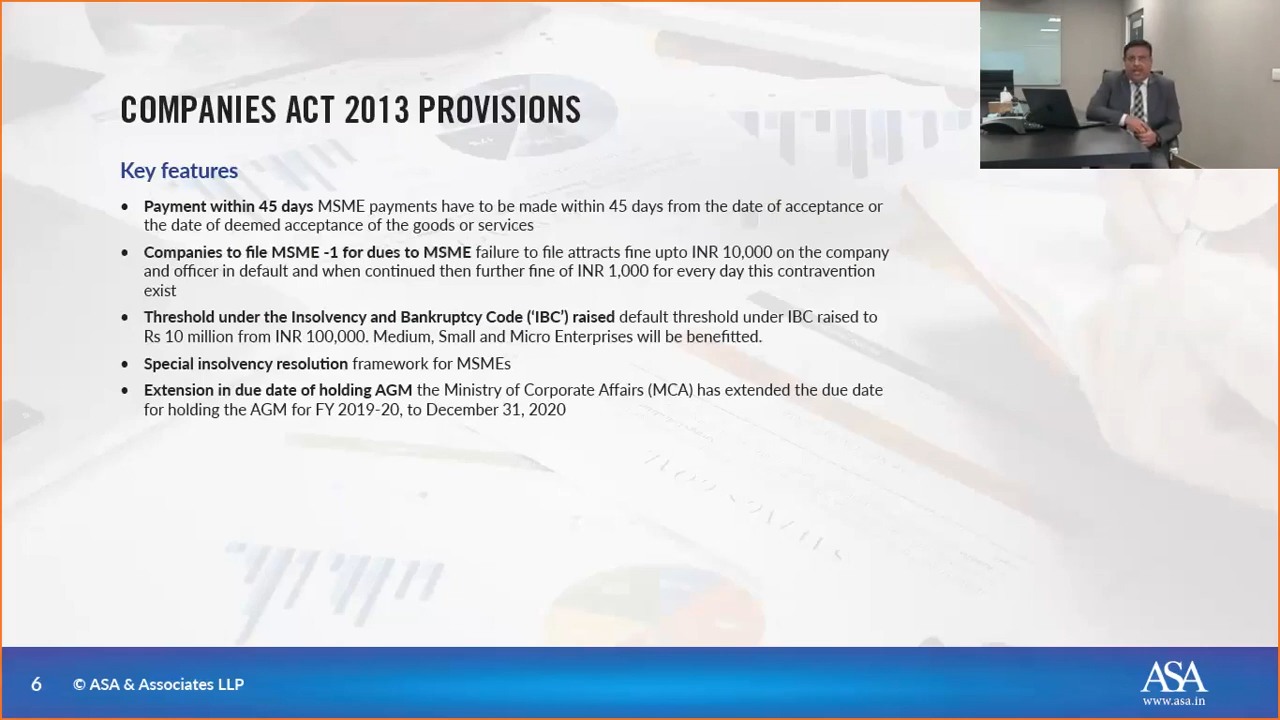 COMPANIES ACT 2013 PROVISIONS
Key features
• Payment within 45 days MSME payments have to be made within 45 days from the date of acceptance or
the date of deemed acceptance of the goods or services
• Companies to file MSME -1 for dues to MSME failure to file attracts fine upto INR 10,000 on the company
and officer in default and when continued then further fine of INR 1,000 for every day this contravention
exist
• Threshold under the Insolvency and Bankruptcy Code (‘IBC’) raised default threshold under IBC raised to
Rs 10 million from INR 100,000. Medium, Small and Micro Enterprises will be benefitted.
• Special insolvency resolution framework for MSMEs
• Extension in due date of holding AGM the Ministry of Corporate Affairs (MCA) has extended the due date
for holding the AGM for FY 2019-20, to December 31, 2020
6 © ASA & Associates LLP
ASA
www.asa.in